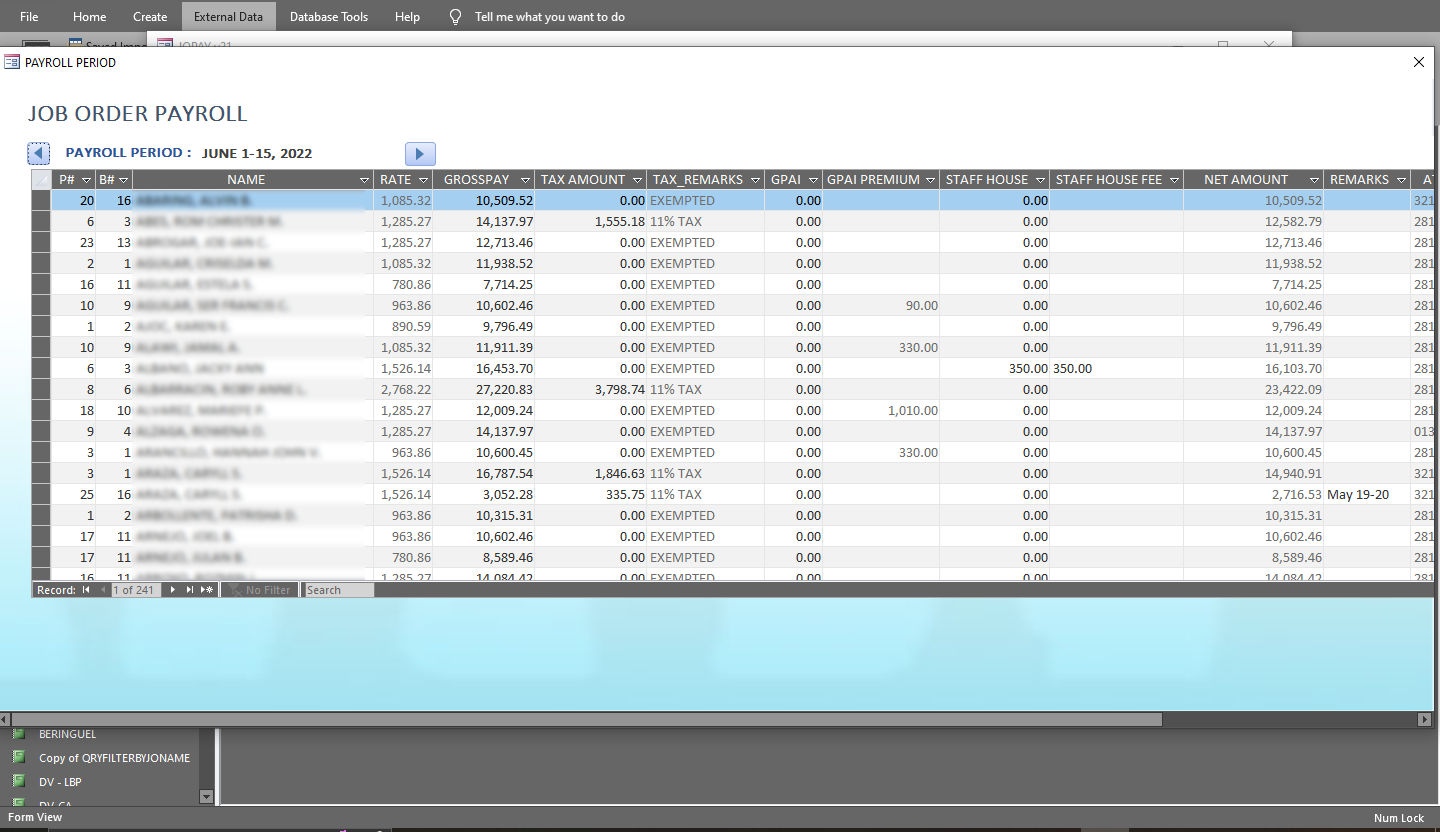 File Home Create External Data Database Tools Help Tell me what you want to do
PAYROLL PERIOD
JOB ORDER PAYROLL
PAYROLL PERIOD : JUNE 1-15, 2022
P# B# NAME RATE GROSSPAY TAX AMOUNT TAX_REMARKS GPAI GPAI PREMIUM STAFF HOUSE STAFF HOUSE FEE NET AMOUNT REMARKS
20 16 1,085.32 10,509.52 0.00 EXEMPTED 0.00 0.00 10,509.52 321
6 3 1,285.27 14,137.97 1,555.18 11% TAX 0.00 0.00 12,582.79 281
23 13 1,285.27 12,713.46 0.00 EXEMPTED 0.00 0.00 12,713.46 281
2 1 1,085.32 11,938.52 0.00 EXEMPTED 0.00 0.00 11,938.52 281
16 11 780.86 7,714.25 0.00 EXEMPTED 0.00 0.00 7,714.25 281
10 9 963.86 10,602.46 0.00 EXEMPTED 0.00 90.00 0.00 10,602.46 281
1 2 890.59 9,796.49 0.00 EXEMPTED 0.00 0.00 9,796.49 281
10 9 1,085.32 11,911.39 0.00 EXEMPTED 0.00 330.00 0.00 11,911.39 281
6 3 1,526.14 16,453.70 0.00 EXEMPTED 0.00 350.00 350.00 16,103.70 281
8 6 2,768.22 27,220.83 3,798.74 11% TAX 0.00 0.00 23,422.09 281
18 10 1,285.27 12,009.24 0.00 EXEMPTED 0.00 1,010.00 0.00 12,009.24 281
9 4 1,285.27 14,137.97 0.00 EXEMPTED 0.00 0.00 14,137.97 013
3 1 963.86 10,600.45 0.00 EXEMPTED 0.00 330.00 0.00 10,600.45 281
3 1 1,526.14 16,787.54 1,846.63 11% TAX 0.00 0.00 14,940.91 321
25 16 1,526.14 3,052.28 335.75 11% TAX 0.00 0.00 2,716.53 May 19-20 321
1 2 963.86 10,315.31 0.00 EXEMPTED 0.00 0.00 10,315.31 281
17 11 963.86 10,602.46 0.00 EXEMPTED 0.00 0.00 10,602.46 281
17 11 780.86 8,589.46 0.00 EXEMPTED 0.00 0.00 8,589.46 281
16 11 1,285.27 14,084.42 0.00 EXEMPTED 0.00 0.00 14,084.42 281
Record: 1 of 241 No Filter Search
BERINGUEL
Copy of QRYFILTERBYJONAME
DV - LBP
Form View Num Lock